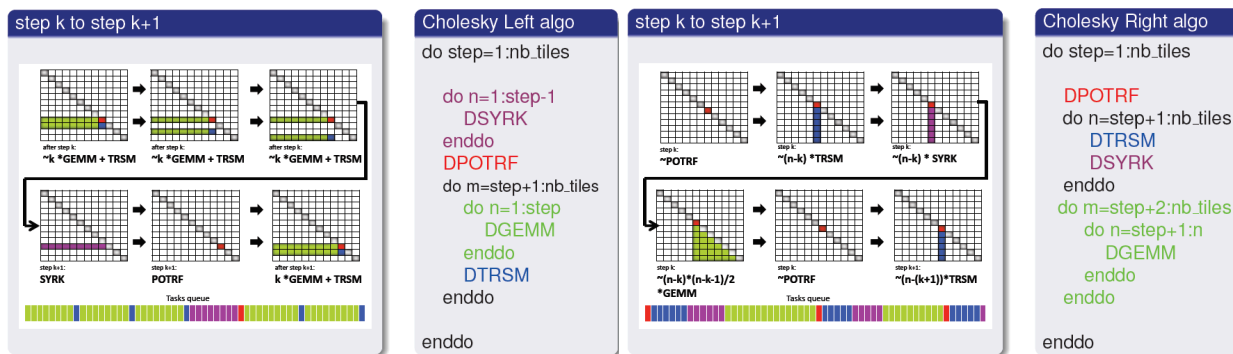 step k to step k+1
after step k:
~k *GEMM + TRSM
after step k:
~k *GEMM + TRSM
after step k:
~k *GEMM + TRSM
step k+1:
SYRK
step k+1:
POTRF
after step k+1:
k *GEMM + TRSM
Tasks queue
Cholesky Left algo
do step=1:nb_tiles
do n=1:step-1
DSYRK
enddo
DPOTRF
do m=step+1:nb_tiles
do n=1:step
DGEMM
enddo
DTRSM
enddo
enddo
step k to step k+1
step k:
~POTRF
step k:
~(n-k) *TRSM
step k:
~(n-k) * SYRK
step k:
~(n-k)*(n-k-1)/2
*GEMM
step k:
~POTRF
step k:
~(n-(k+1))*TRSM
Tasks queue
Cholesky Right algo
do step=1:nb_tiles
DPOTRF
do n=step+1:nb_tiles
DTRSM
DSYRK
enddo
do m=step+2:nb_tiles
do n=step+1:n
DGEMM
enddo
enddo
enddo